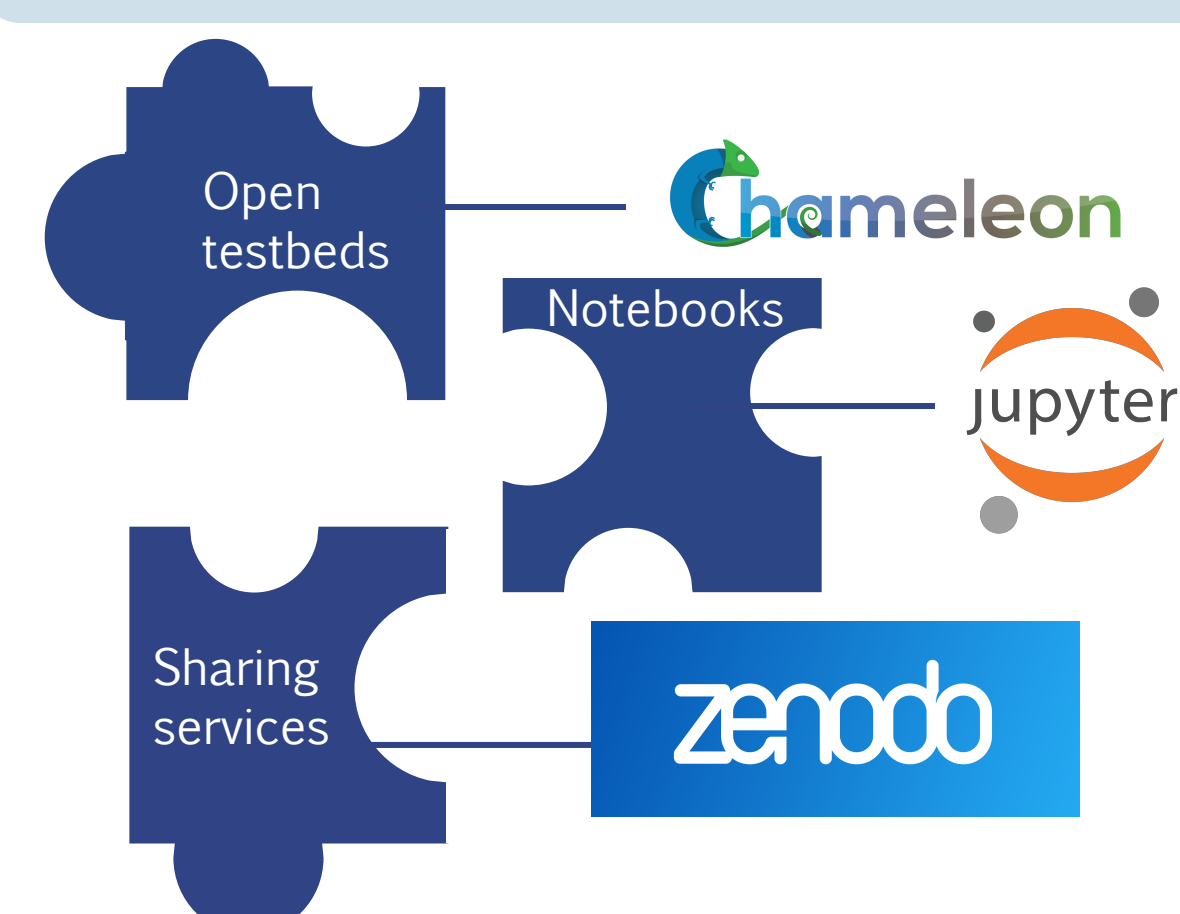 Open
testbeds
Chameleon
Notebooks
jupyter
Sharing
services
zenodo